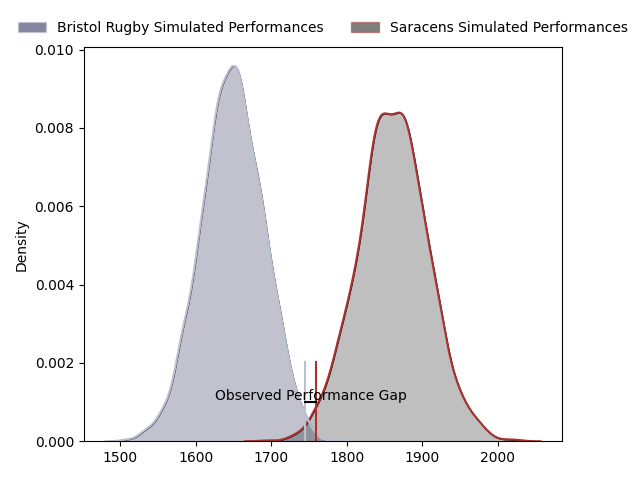 Bristol Rugby Simulated Performances Saracens Simulated Performances
0.010
0.008
0.006
0.004
0.002
0.000
Density
Observed Performance Gap
1500 1600 1700 1800 1900 2000